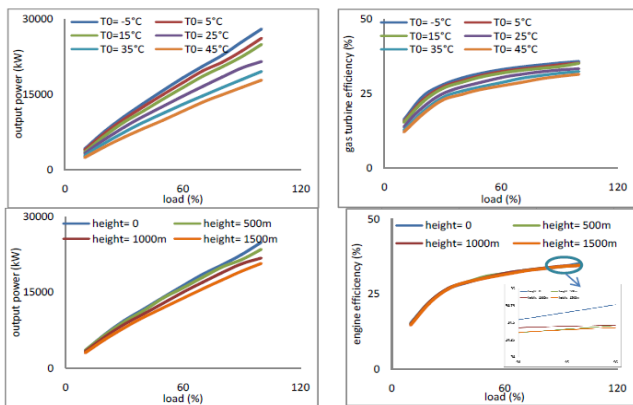 30000
T0= -5°C T0= 5°C
T0=15°C T0= 25°C
T0= 35°C T0= 45°C
output power (kW)
15000
0
0 60 120
load (%)
50
T0= -5°C T0= 5°C
T0=15°C T0= 25°C
T0= 35°C T0= 45°C
gas turbine efficiency (%)
25
0
0 60 120
load (%)
30000
height= 0 height= 500m
height= 1000m height= 1500m
output power (kW)
15000
0
0 60 120
load (%)
50
height= 0 height= 500m
height= 1000m height= 1500m
engine efficicency (%)
25
0
0 60 120
load (%)